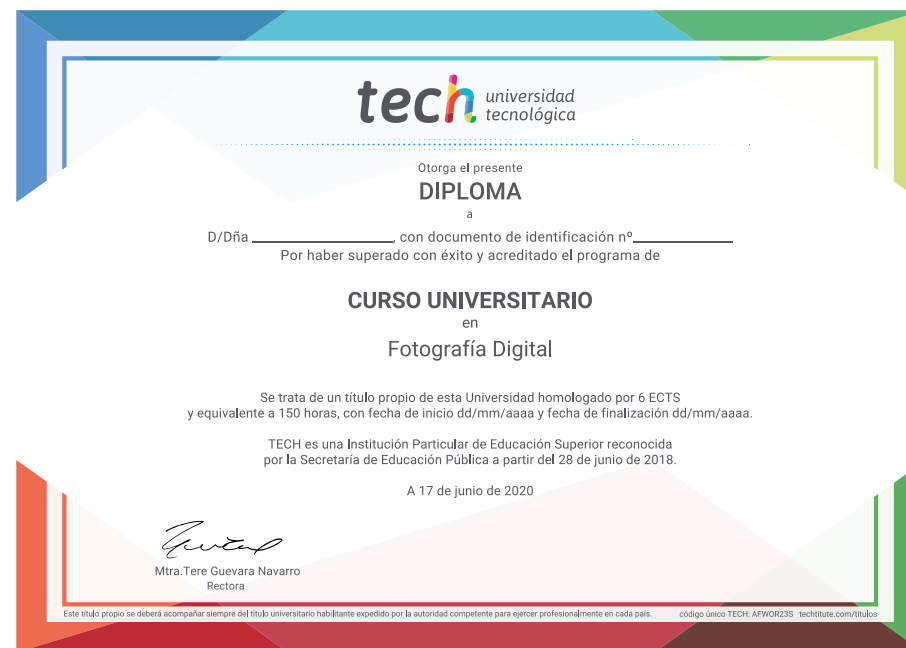 tech universidad
tecnológica
Otorga el presente
DIPLOMA
a
D/Dña ____________________, con documento de identificación nº______________
Por haber superado con éxito y acreditado el programa de
CURSO UNIVERSITARIO
en
Fotografía Digital
Se trata de un título propio de esta Universidad homologado por 6 ECTS
y equivalente a 150 horas, con fecha de inicio dd/mm/aaaa y fecha de finalización dd/mm/aaaa.
TECH es una Institución Particular de Educación Superior reconocida
por la Secretaría de Educación Pública a partir del 28 de junio de 2018.
A 17 de junio de 2020
Mtra.Tere Guevara Navarro
Rectora
Este título propio se deberá acompañar siempre del título universitario habilitante expedido por la autoridad competente para ejercer profesionalmente en cada país. código único TECH: AFWOR23S techtitute.com/titulos